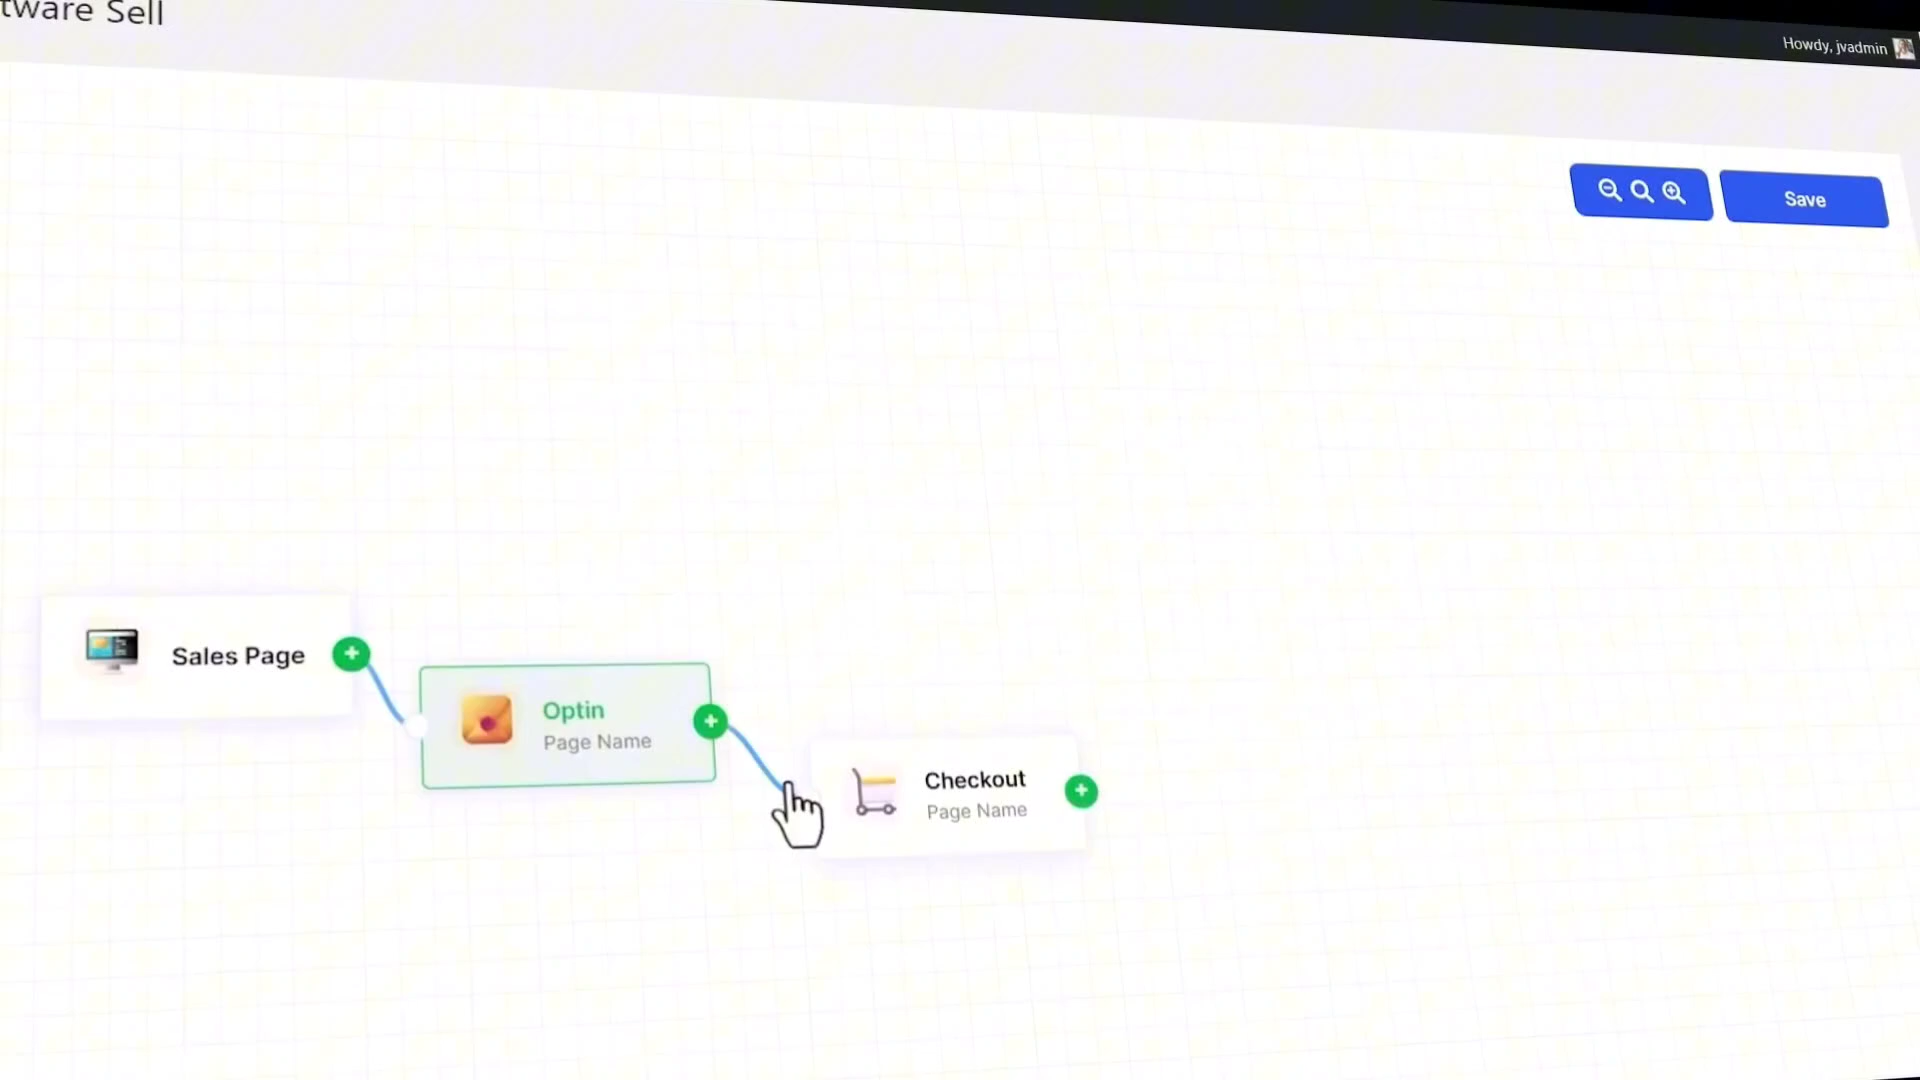 tware Sell
Howdy, jvadmin
Save
Sales Page
Optin
Page Name
Checkout
Page Name